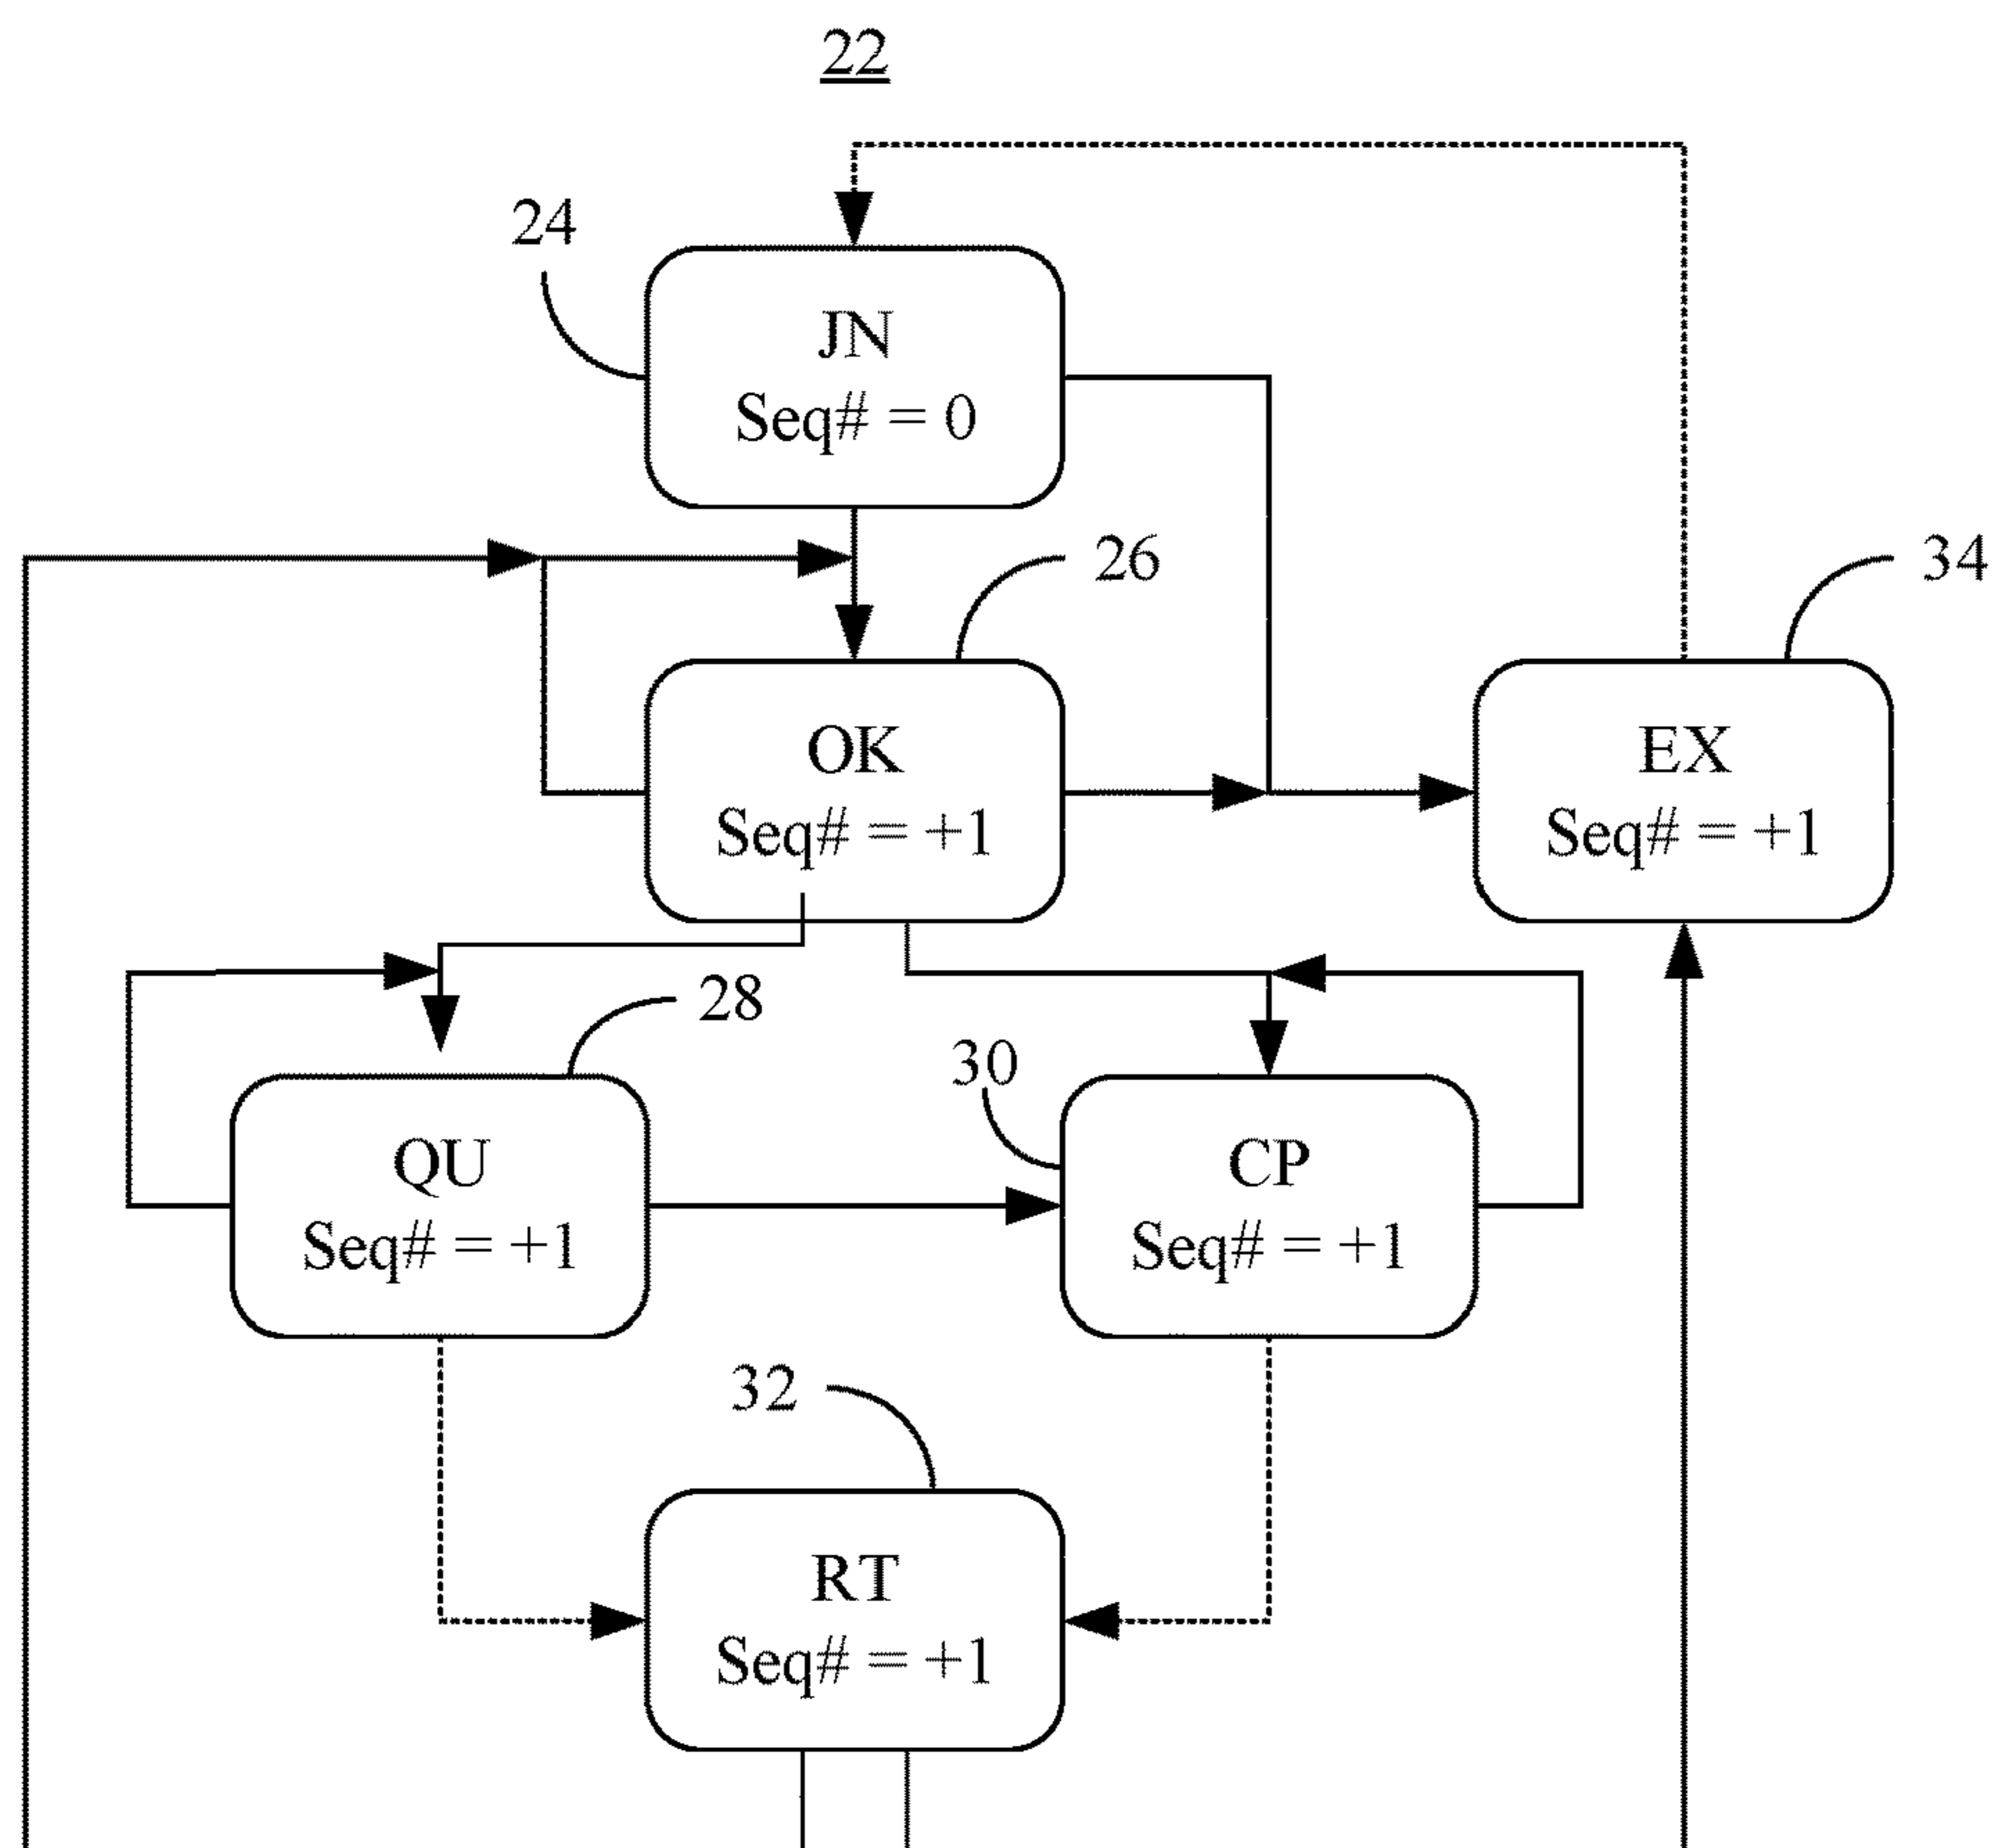 22
24
JN
Seq# = 0
26
34
OK
Seq# = +1
EX
Seq# = +1
28
30
QU
Seq# = +1
CP
Seq# = +1
32
RT
Seq# = +1